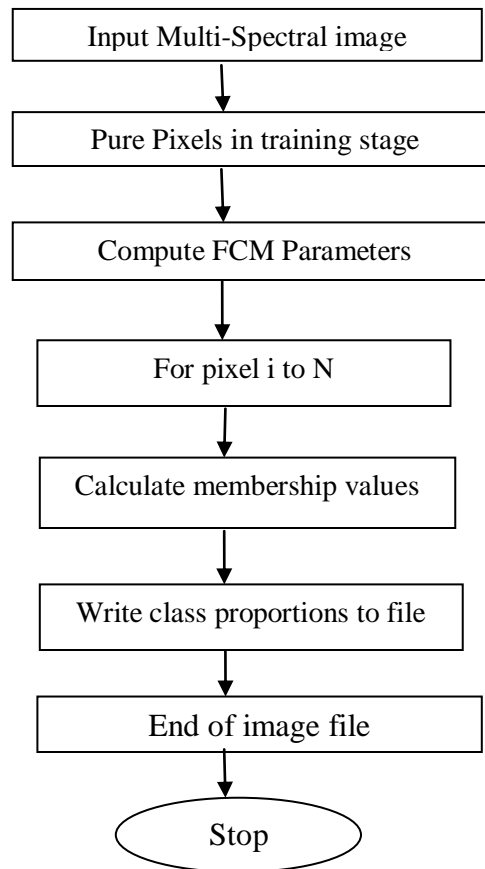 Input Multi-Spectral image
Pure Pixels in training stage
Compute FCM Parameters
For pixel i to N
Calculate membership values
Write class proportions to file
End of image file
Stop